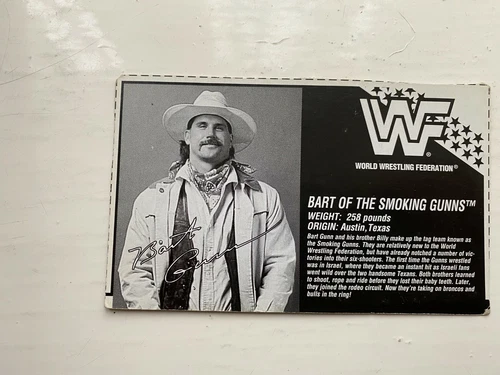 WF
WORLD WRESTLING FEDERATION®
BART OF THE SMOKING GUNNS™
WEIGHT: 258 pounds
ORIGIN: Austin,Texas
Bart Gunn and his brother Billy make up the tag team known as
the Smoking Gunns. They are relatively new to the World
Wrestling Federation, but have already notched a number of vic-
tories into their six-shooters. The first time the Gunns wrestled
was in Israel, where they became an instant hit as Israeli fans
went wild over the two handsome Texans. Both brothers learned
to shoot, rope and ride before they lost their baby teeth. Later,
they joined the rodeo circuit. Now they're taking on broncos and
bulls in the ring!
Bart
Gunn